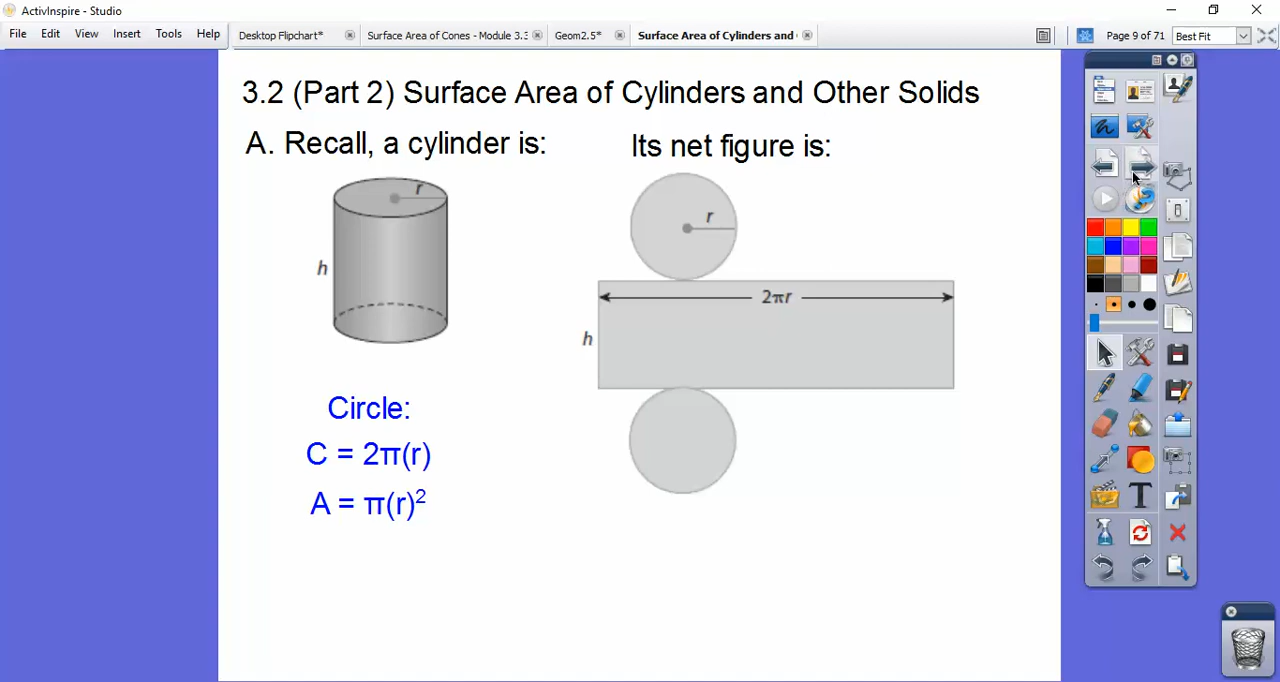 ActivInspire - Studio
File Edit View Insert Tools Help
Desktop Flipchart* Surface Area of Cones - Module 3.3 Geom2.5* Surface Area of Cylinders and
Page 9 of 71 Best Fit
3.2 (Part 2) Surface Area of Cylinders and Other Solids
A. Recall, a cylinder is: Its net figure is:
r
h
r
2πr
h
Circle:
C = 2π(r)
A = π(r)²